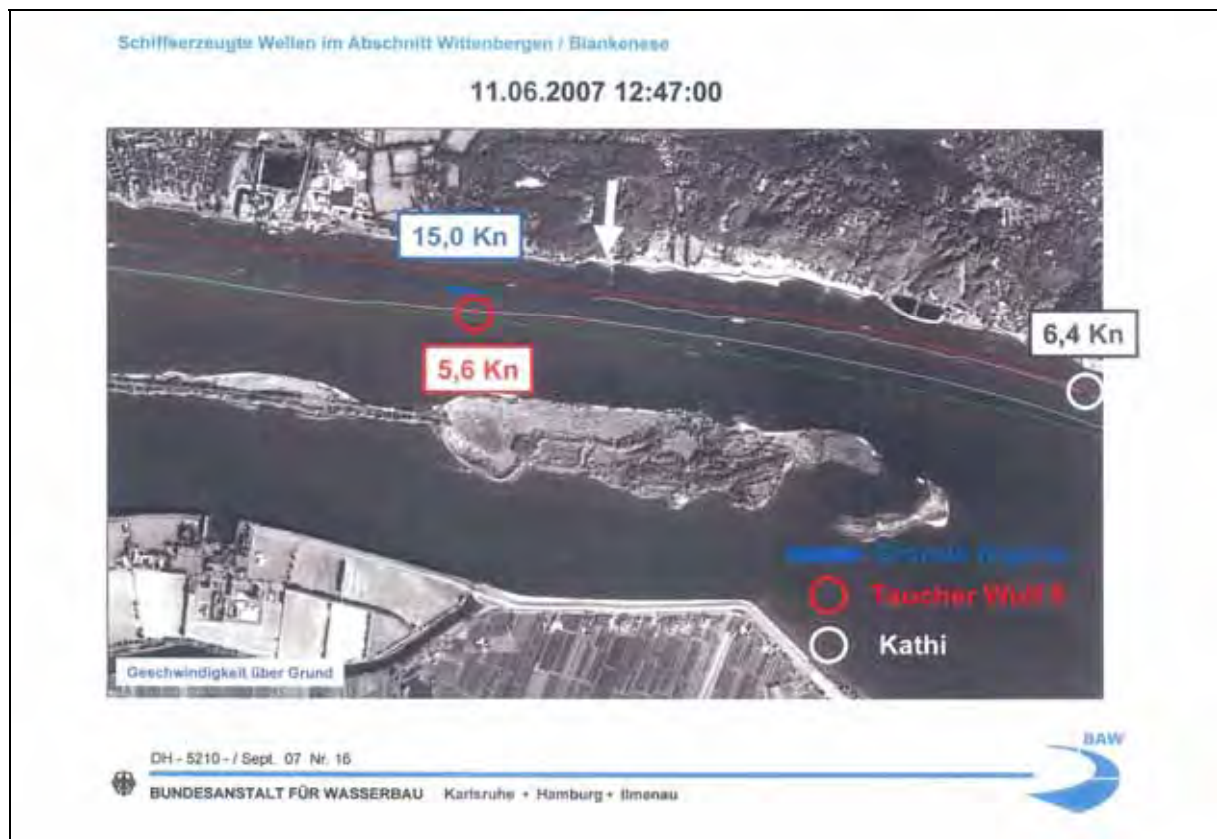 Schiffserzeugte Wellen im Abschnitt Wittenbergen / Blankenese
11.06.2007 12:47:00
15,0 Kn
6,4 Kn
5,6 Kn
Taucher Wulf
Kathi
Geschwindigkeit über Grund
BAW
DH - 5210 - / Sept. 07 Nr. 16
BUNDESANSTALT FÜR WASSERBAU Karlsruhe • Hamburg • Ilmenau